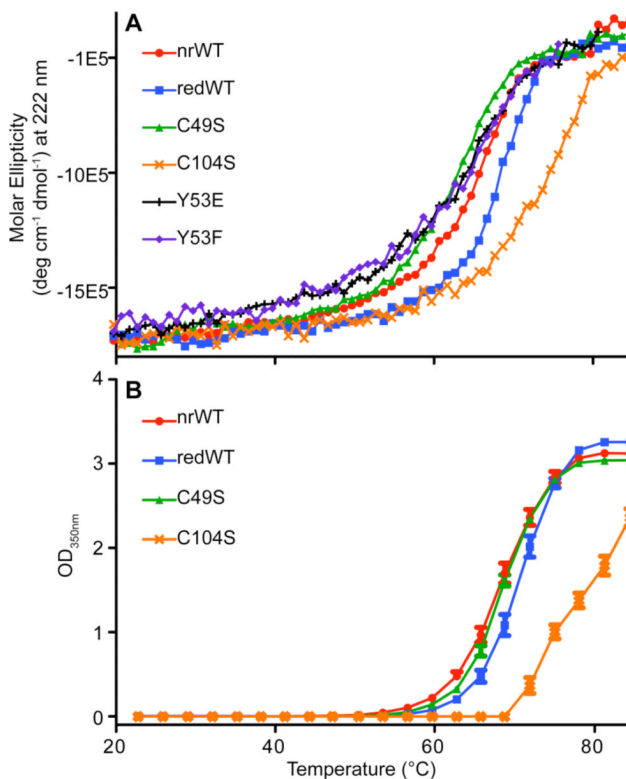 A
nrWT
redWT
C49S
C104S
Y53E
Y53F
-1E5
-10E5
-15E5
Molar Ellipticity
(deg cm⁻¹ dmol⁻¹) at 222 nm
B
nrWT
redWT
C49S
C104S
4
3
2
1
0
OD350nm
20 40 60 80
Temperature (°C)